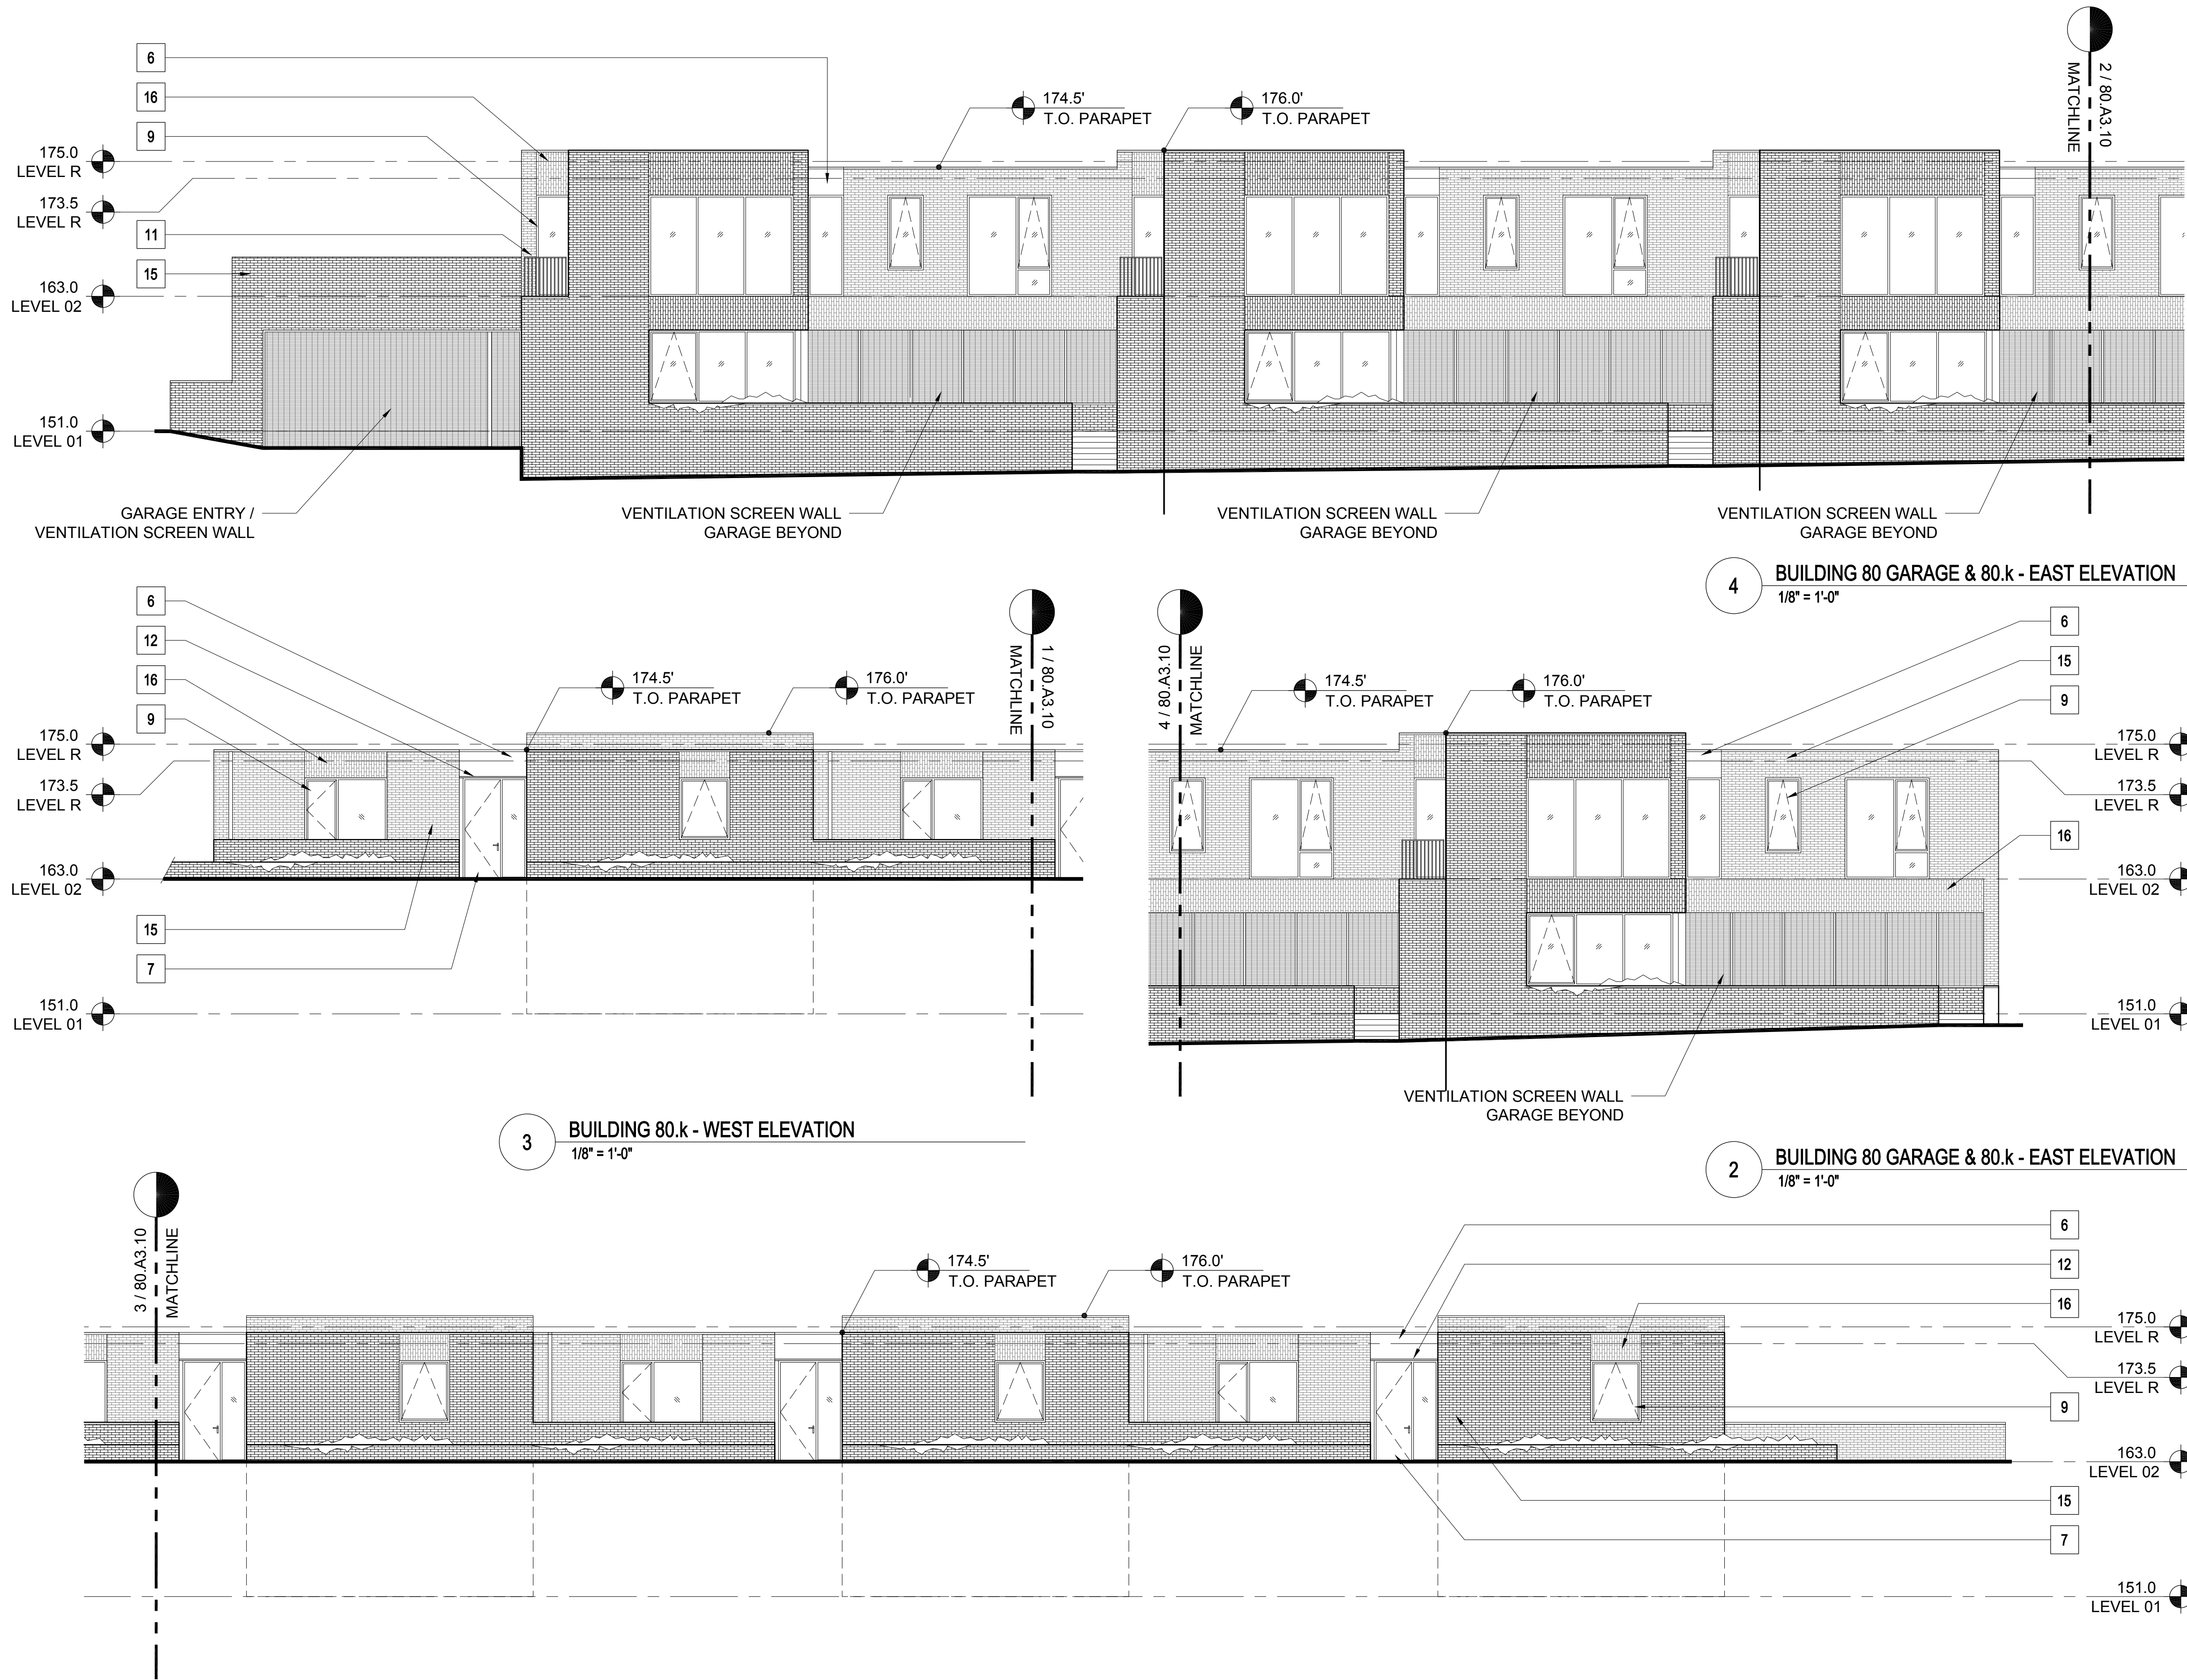 6
16
9
11
15
175.0
LEVEL R
173.5
LEVEL R
163.0
LEVEL 02
151.0
LEVEL 01
174.5'
T.O. PARAPET
176.0'
T.O. PARAPET
2 / 80.A3.10
MATCHLINE
GARAGE ENTRY /
VENTILATION SCREEN WALL
VENTILATION SCREEN WALL
GARAGE BEYOND
VENTILATION SCREEN WALL
GARAGE BEYOND
VENTILATION SCREEN WALL
GARAGE BEYOND
4
BUILDING 80 GARAGE & 80.k - EAST ELEVATION
1/8" = 1'-0"
6
12
16
9
175.0
LEVEL R
173.5
LEVEL R
163.0
LEVEL 02
15
7
151.0
LEVEL 01
174.5'
T.O. PARAPET
176.0'
T.O. PARAPET
1 / 80.A3.10
MATCHLINE
3
BUILDING 80.k - WEST ELEVATION
1/8" = 1'-0"
4 / 80.A3.10
MATCHLINE
174.5'
T.O. PARAPET
176.0'
T.O. PARAPET
6
15
9
175.0
LEVEL R
173.5
LEVEL R
16
163.0
LEVEL 02
151.0
LEVEL 01
VENTILATION SCREEN WALL
GARAGE BEYOND
2
BUILDING 80 GARAGE & 80.k - EAST ELEVATION
1/8" = 1'-0"
3 / 80.A3.10
MATCHLINE
174.5'
T.O. PARAPET
176.0'
T.O. PARAPET
6
12
16
175.0
LEVEL R
173.5
LEVEL R
9
163.0
LEVEL 02
15
7
151.0
LEVEL 01